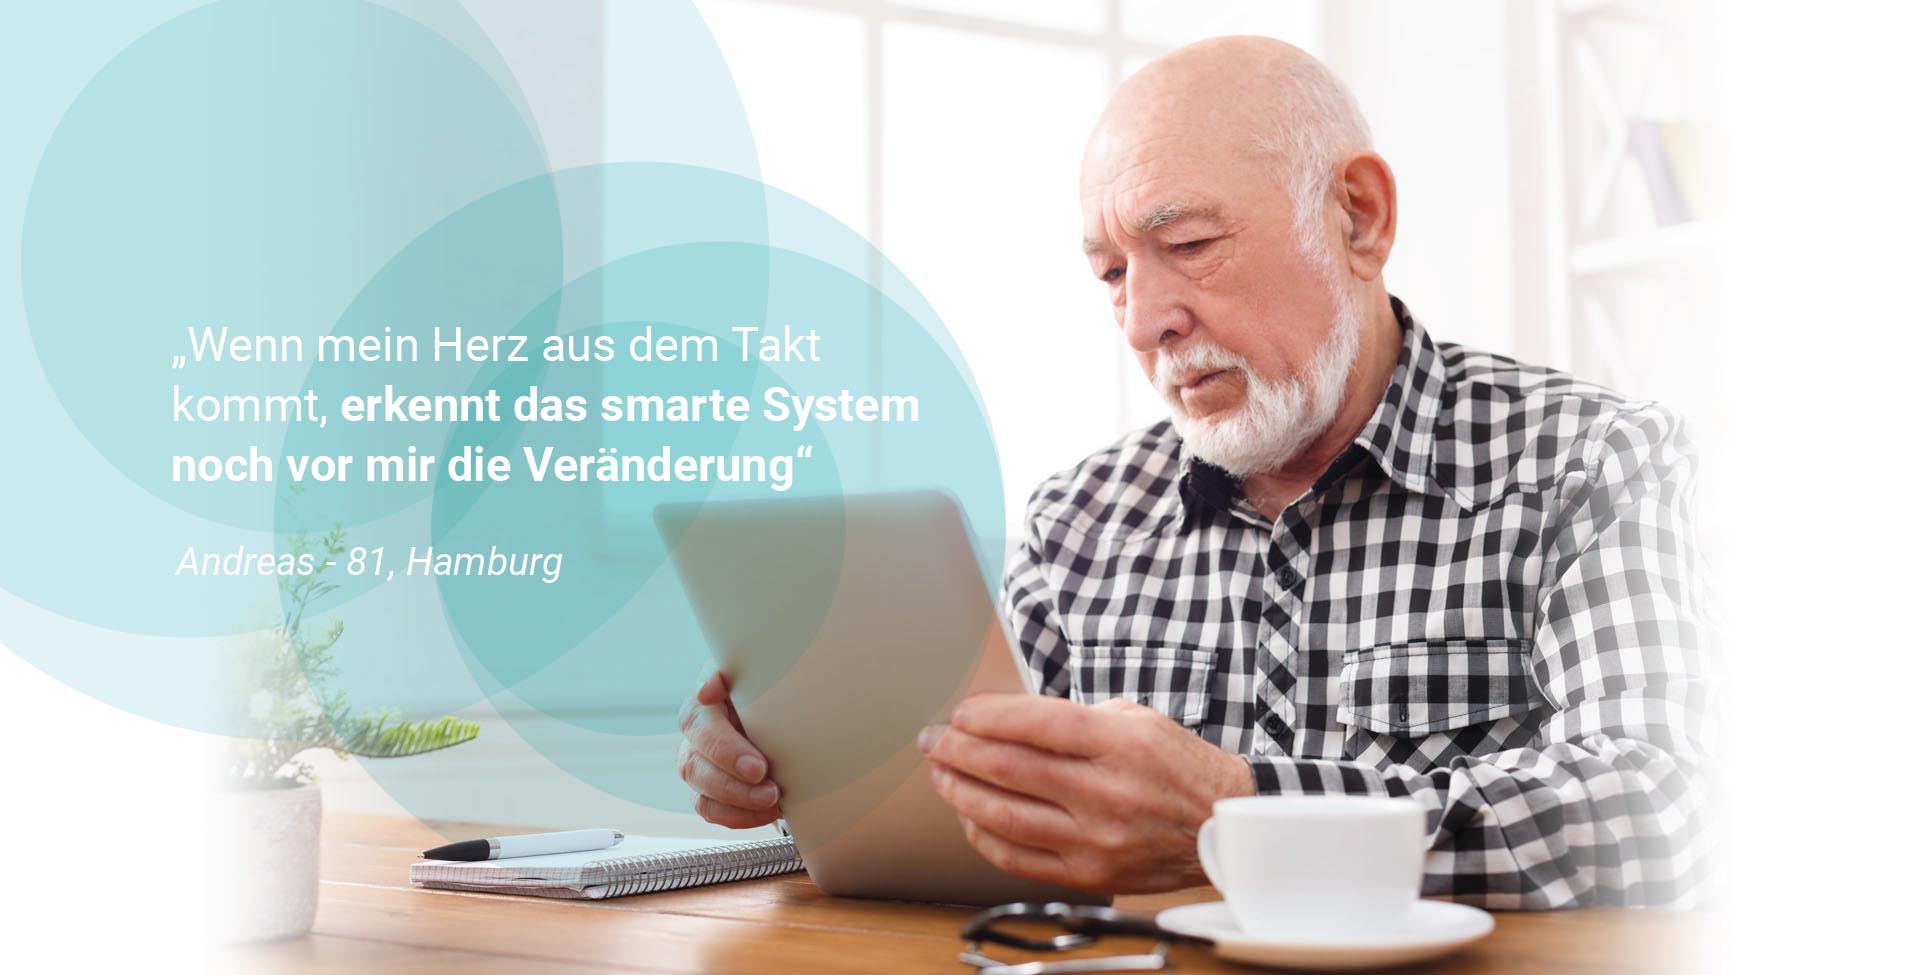 „Wenn mein Herz aus dem Takt
kommt, erkennt das smarte System
noch vor mir die Veränderung“
Andreas - 81, Hamburg